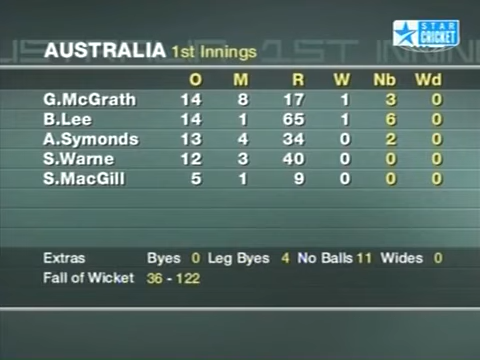 STAR
CRICKET
AUSTRALIA 1st Innings
O M R W Nb Wd
G.McGrath 14 8 17 1 3 0
B.Lee 14 1 65 1 6 0
A.Symonds 13 4 34 0 2 0
S.Warne 12 3 40 0 0 0
S.MacGill 5 1 9 0 0 0
Extras Byes 0 Leg Byes 4 No Balls 11 Wides 0
Fall of Wicket 36 - 122